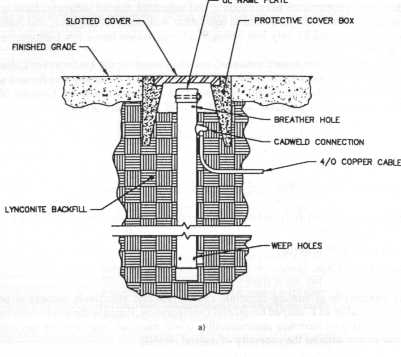 UL NAME PLATE
SLOTTED COVER
PROTECTIVE COVER BOX
FINISHED GRADE
BREATHER HOLE
CADWELD CONNECTION
4/O COPPER CABLE
LYNCONITE BACKFILL
WEEP HOLES
a)